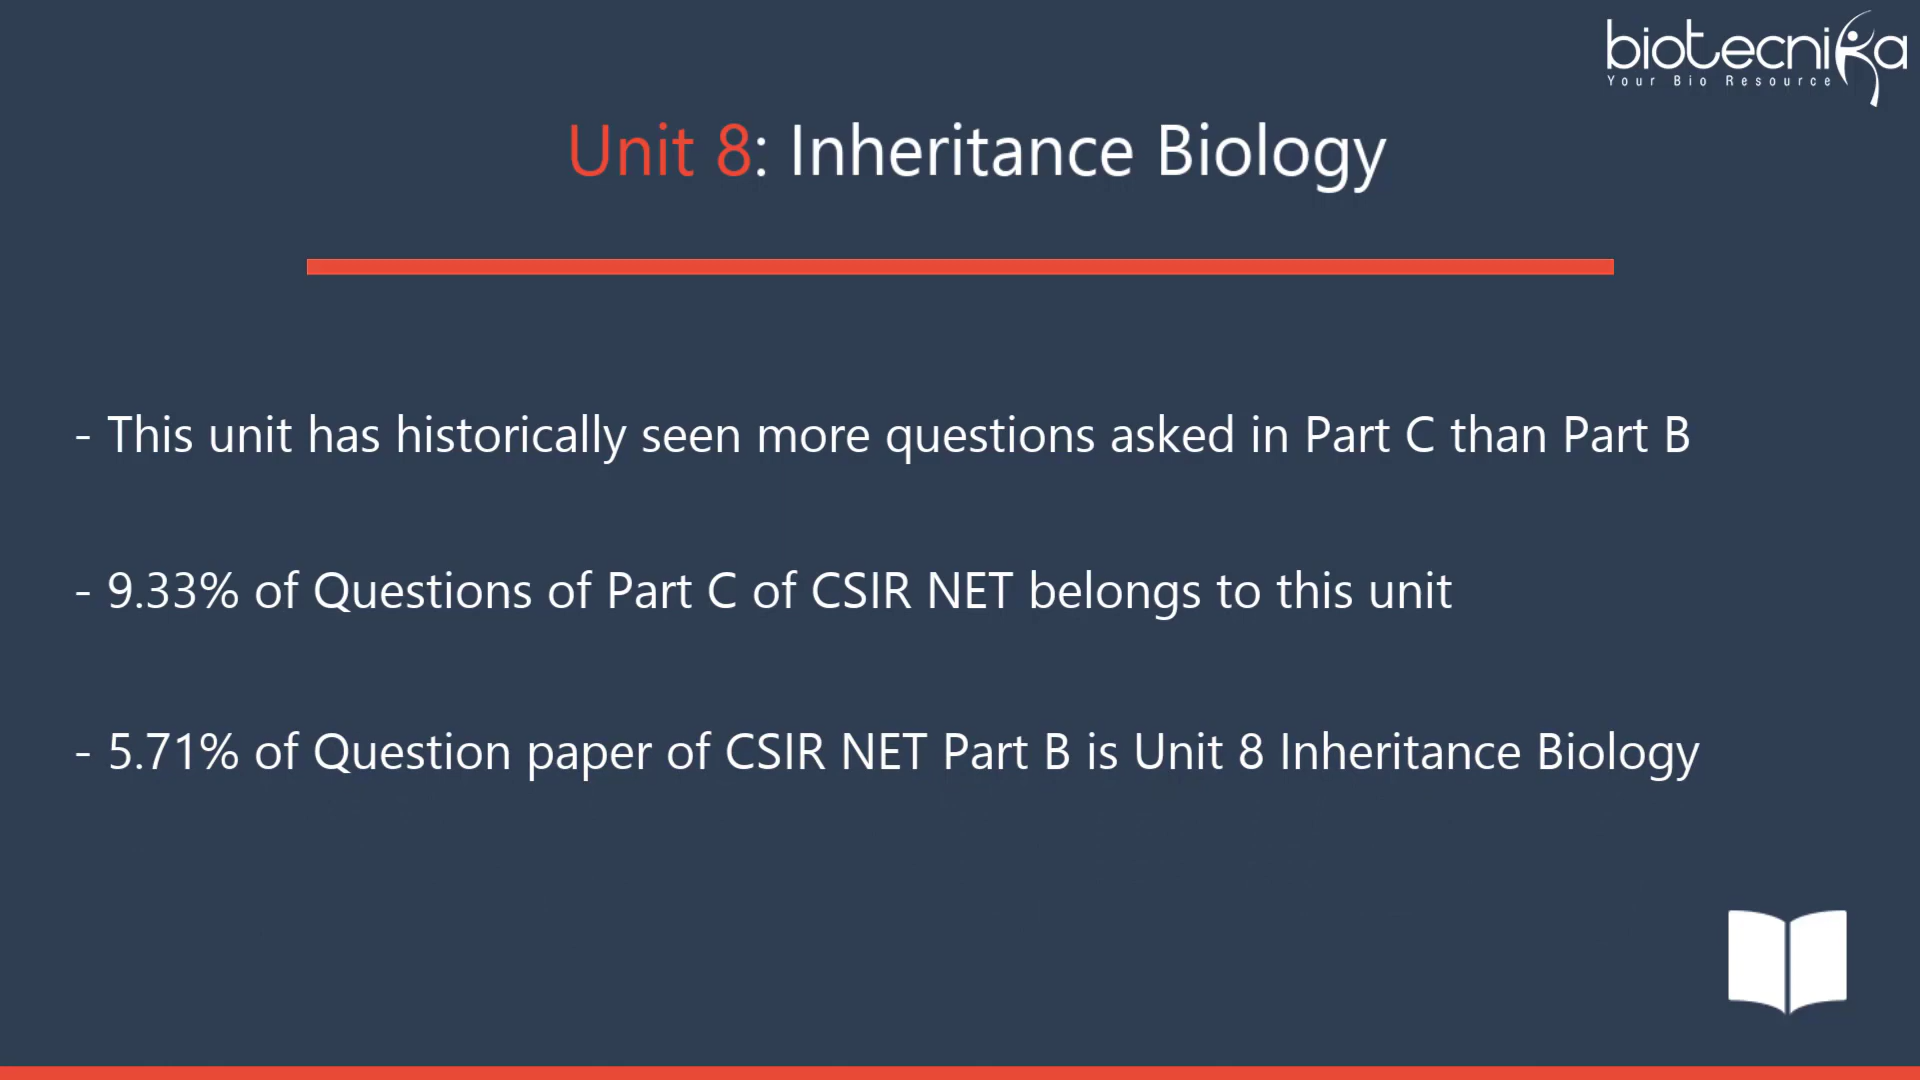 biotecnika
Your Bio Resource
Unit 8: Inheritance Biology
- This unit has historically seen more questions asked in Part C than Part B
- 9.33% of Questions of Part C of CSIR NET belongs to this unit
- 5.71% of Question paper of CSIR NET Part B is Unit 8 Inheritance Biology